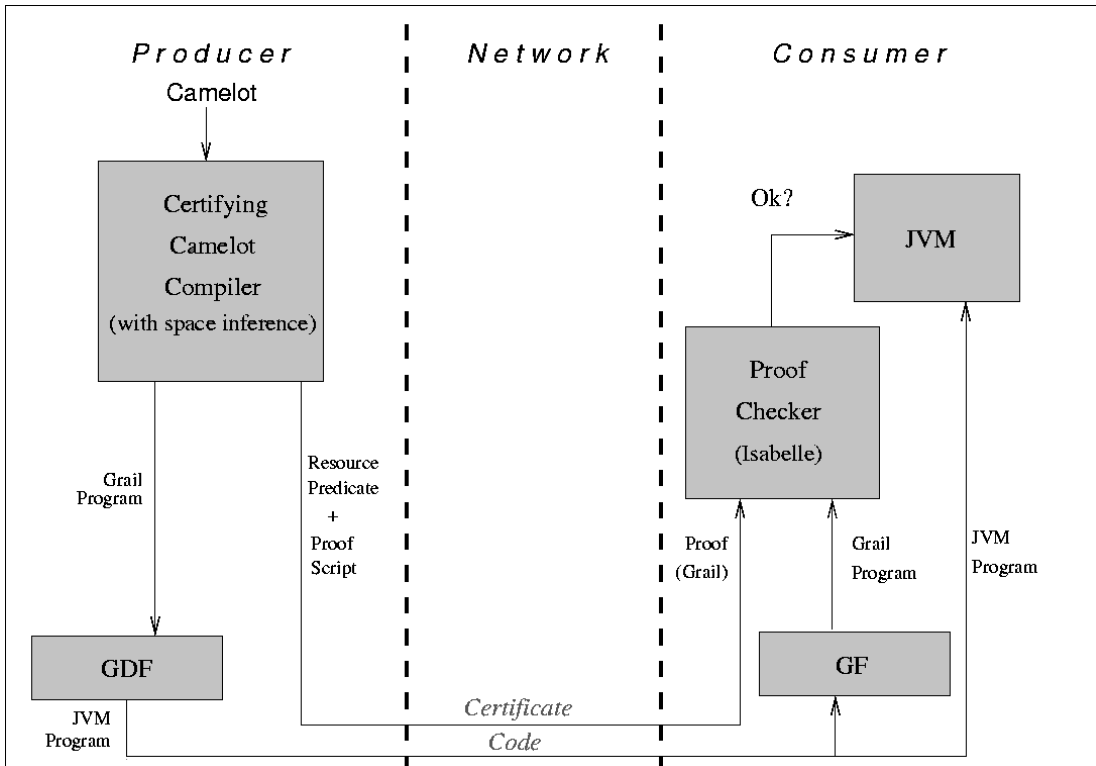 Producer
Network
Consumer
Camelot
Certifying
Camelot
Compiler
(with space inference)
Ok?
JVM
Proof
Checker
(Isabelle)
Grail
Program
Resource
Predicate
+
Proof
Script
Proof
(Grail)
Grail
Program
JVM
Program
GDF
GF
JVM
Program
Certificate
Code